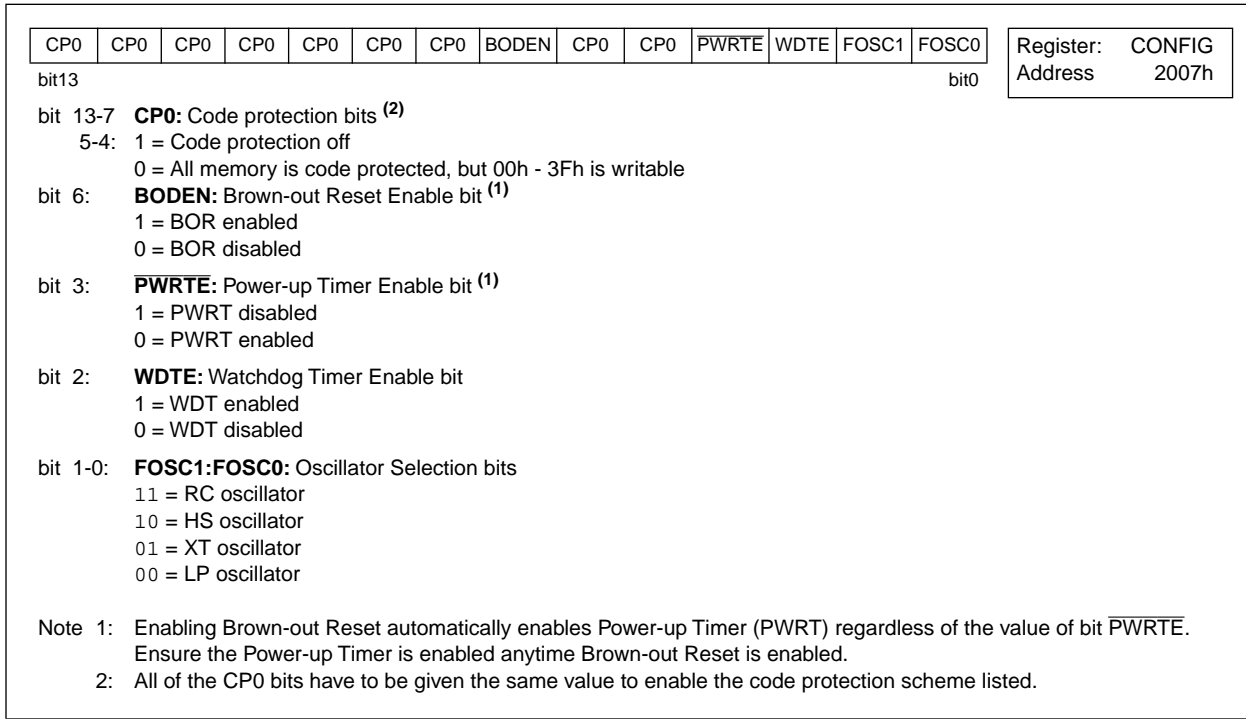 CP0 CP0 CP0 CP0 CP0 CP0 CP0 BODEN CP0 CP0 PWRTE WDTE FOSC1 FOSC0
Register: CONFIG
Address 2007h
bit13 bit0
bit 13-7 CP0: Code protection bits (2)
5-4: 1 = Code protection off
0 = All memory is code protected, but 00h - 3Fh is writable
bit 6: BODEN: Brown-out Reset Enable bit (1)
1 = BOR enabled
0 = BOR disabled
bit 3: PWRTE: Power-up Timer Enable bit (1)
1 = PWRT disabled
0 = PWRT enabled
bit 2: WDTE: Watchdog Timer Enable bit
1 = WDT enabled
0 = WDT disabled
bit 1-0: FOSC1:FOSC0: Oscillator Selection bits
11 = RC oscillator
10 = HS oscillator
01 = XT oscillator
00 = LP oscillator
Note 1: Enabling Brown-out Reset automatically enables Power-up Timer (PWRT) regardless of the value of bit PWRTE.
Ensure the Power-up Timer is enabled anytime Brown-out Reset is enabled.
2: All of the CP0 bits have to be given the same value to enable the code protection scheme listed.